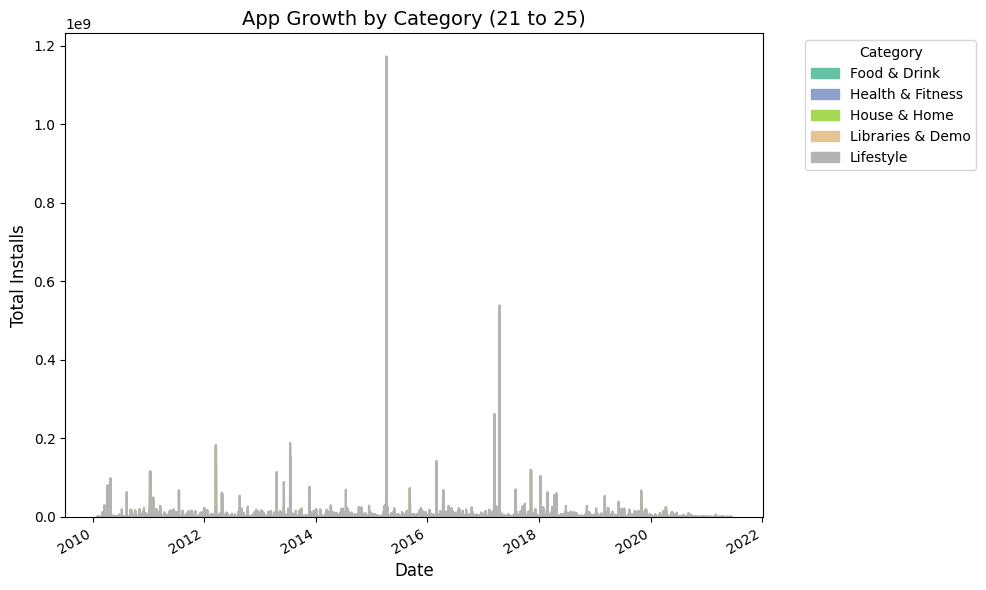 App Growth by Category (21 to 25)
1e9
1.2
1.0
0.8
0.6
0.4
0.2
0.0
Total Installs
2010
2012
2014
2016
2018
2020
2022
Date
Category
Food & Drink
Health & Fitness
House & Home
Libraries & Demo
Lifestyle